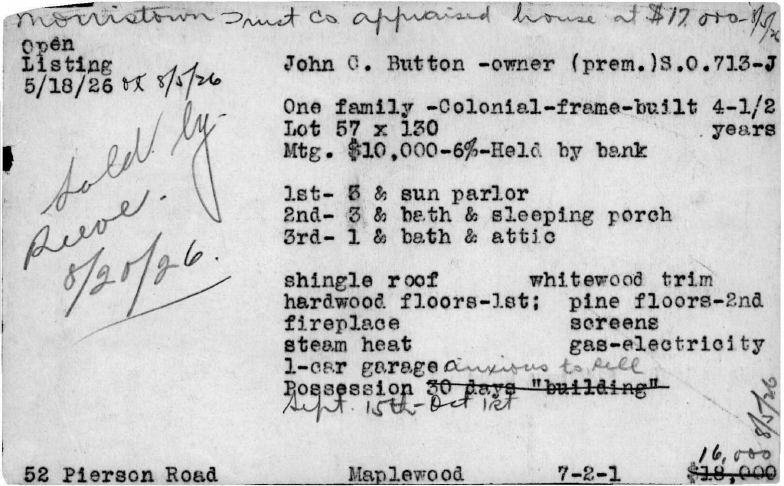 Morristown Trust Co appraised house at $17 000 - 8/5/26
Open
Listing
5/18/26 ok 8/5/26
John C. Button -owner (prem.)S.O.713-J
One family -Colonial-frame-built 4-1/2 years
Lot 57 x 130
Mtg. $10,000-6%-Held by bank
Sold by
Reeve.
8/20/26.
1st- 3 & sun parlor
2nd- 3 & bath & sleeping porch
3rd- 1 & bath & attic
shingle roof whitewood trim
hardwood floors-1st; pine floors-2nd
fireplace screens
steam heat gas-electricity
1-car garage anxious to sell
Possession 30 days "building"
Sept. 15th - Oct 1st
16,000 8/5/26
52 Pierson Road Maplewood 7-2-1 $18,000